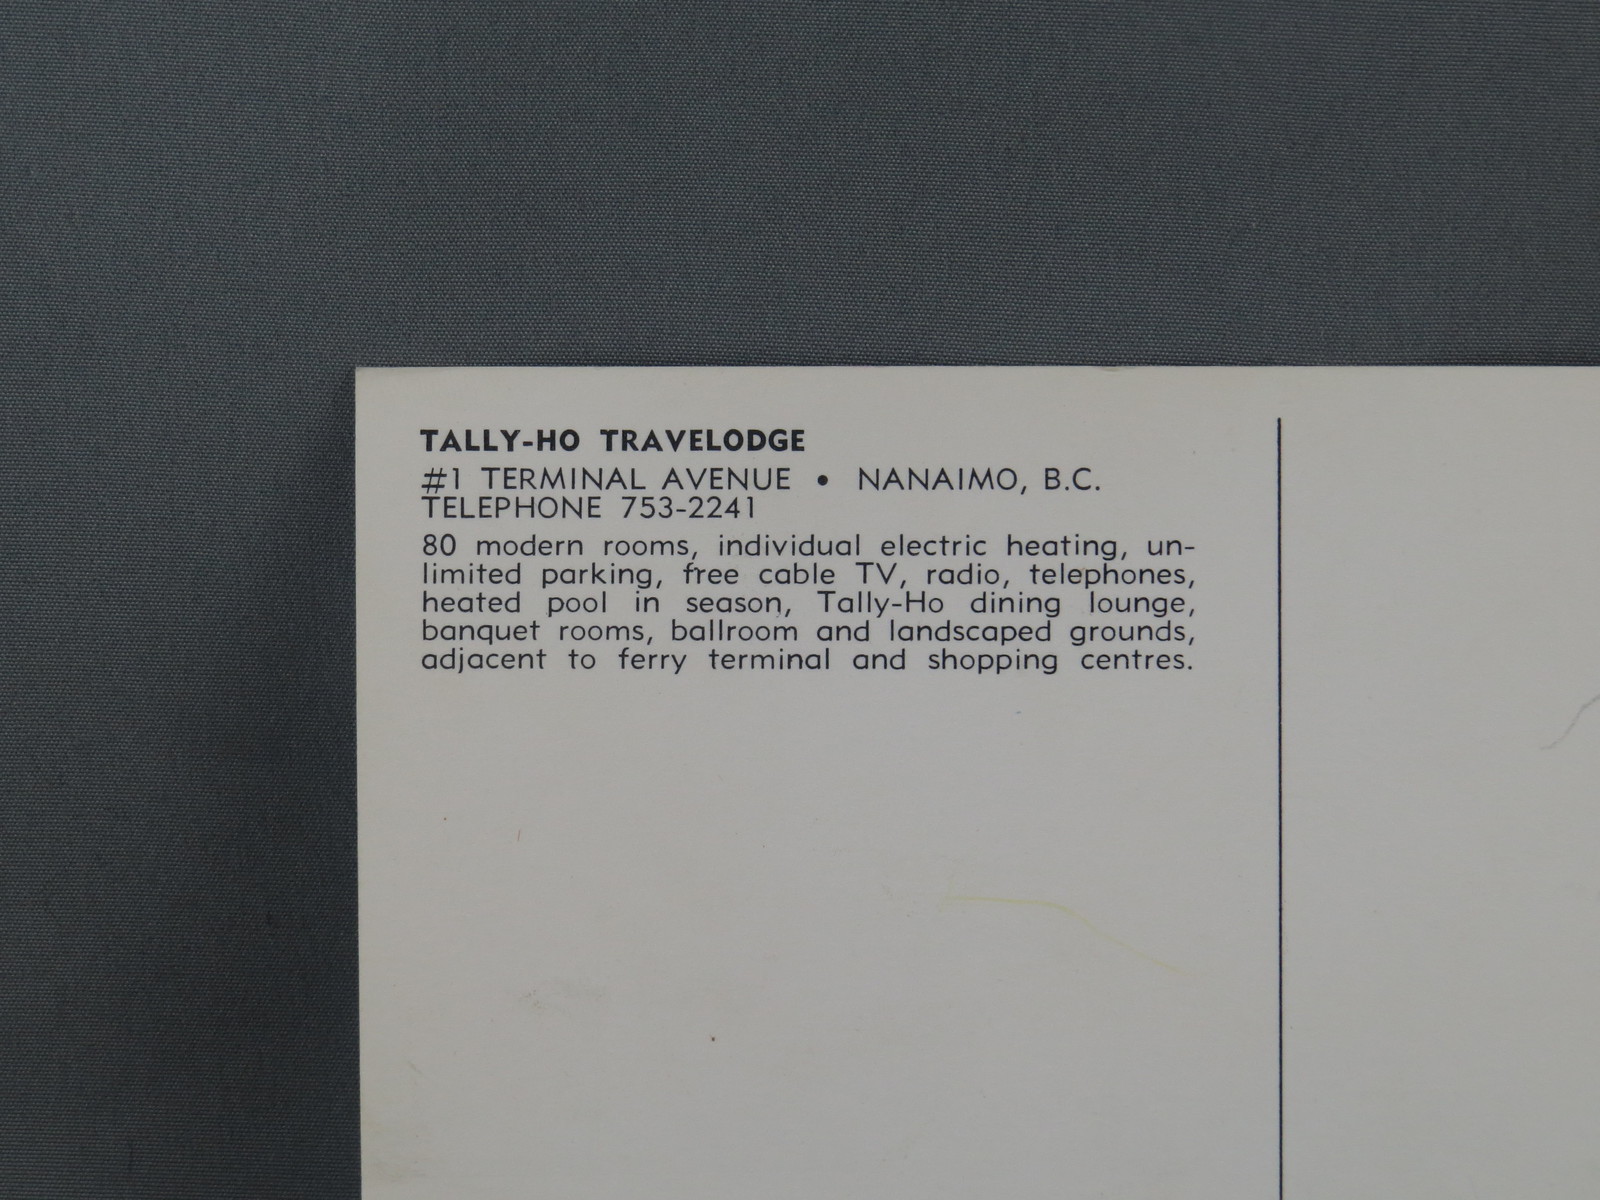 TALLY-HO TRAVELODGE
#1 TERMINAL AVENUE • NANAIMO, B.C.
TELEPHONE 753-2241
80 modern rooms, individual electric heating, un-
limited parking, free cable TV, radio, telephones,
heated pool in season, Tally-Ho dining lounge,
banquet rooms, ballroom and landscaped grounds,
adjacent to ferry terminal and shopping centres.